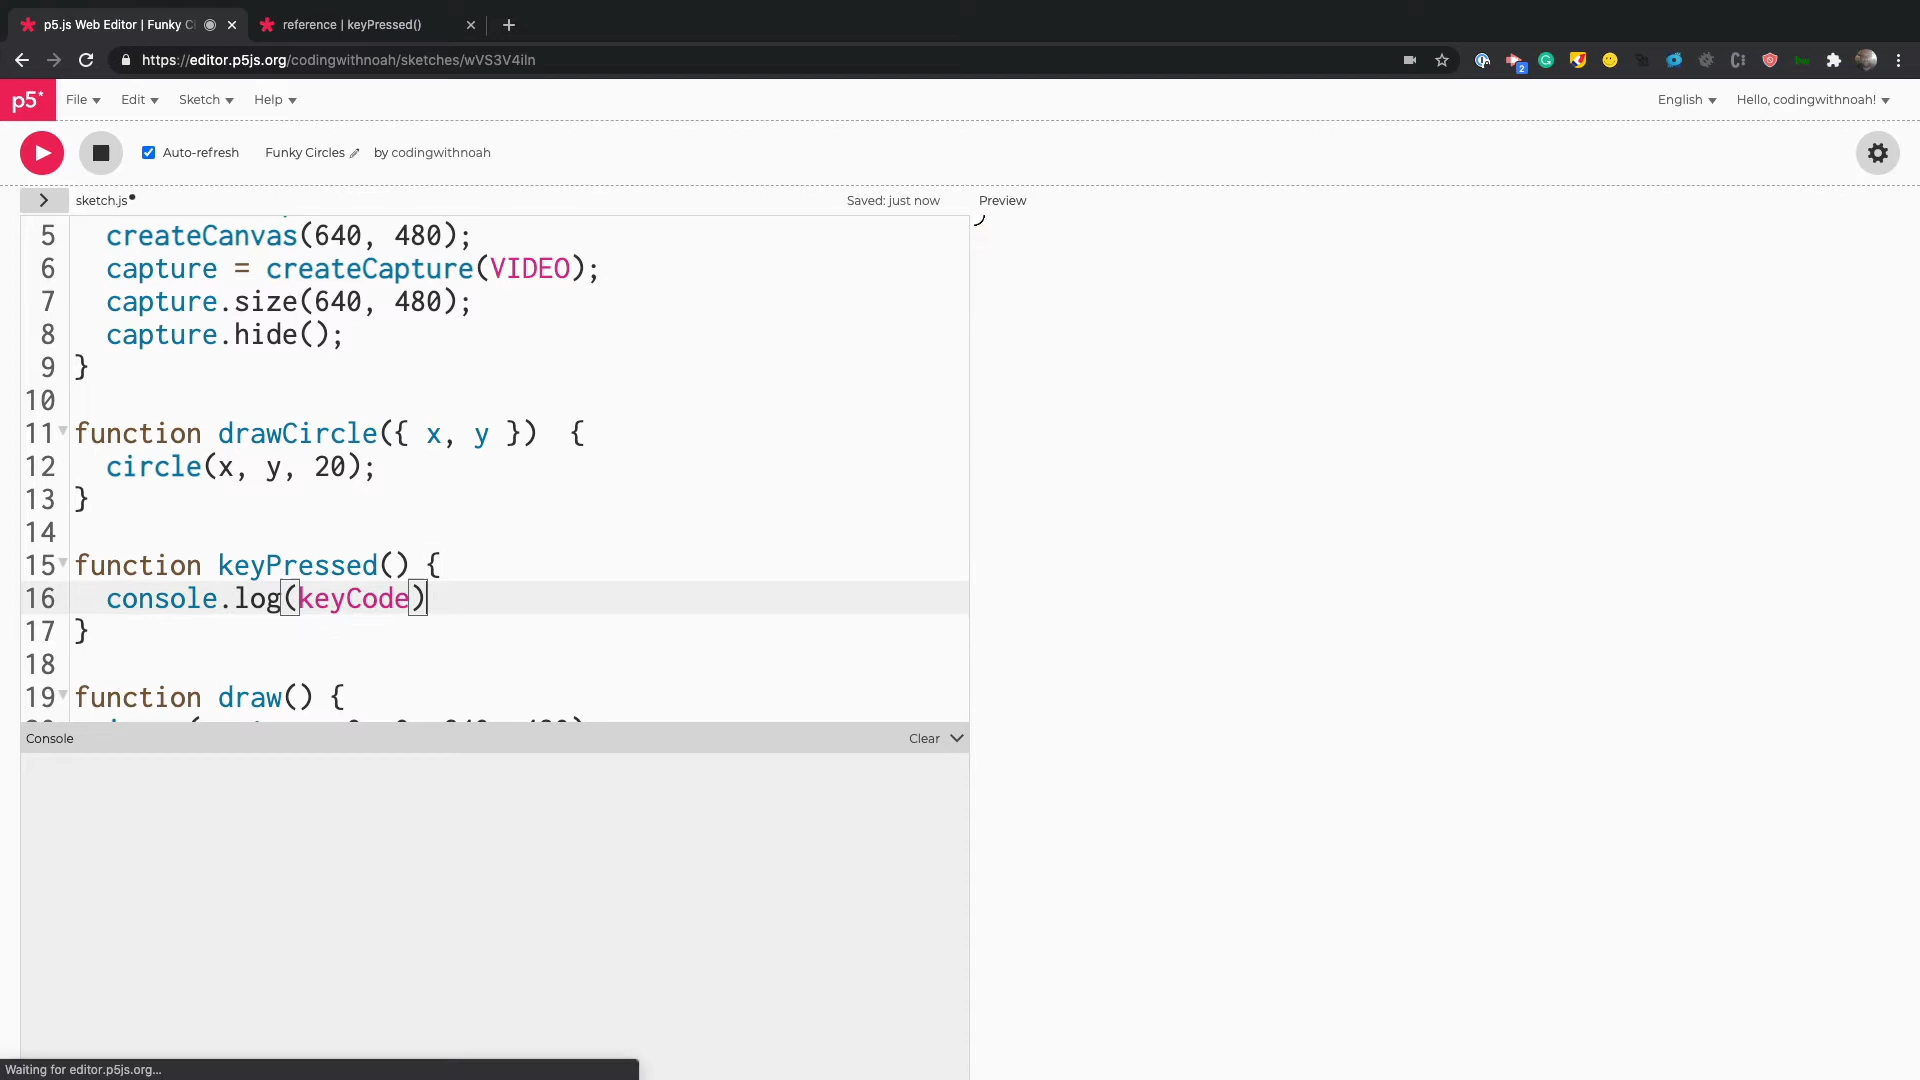 p5.js Web Editor | Funky C
reference | keyPressed()
https://editor.p5js.org/codingwithnoah/sketches/wVS3V4iln
2
p5*
File
Edit
Sketch
Help
English
Hello, codingwithnoah!
Auto-refresh
Funky Circles
by codingwithnoah
sketch.js
Saved: just now
Preview
5 createCanvas(640, 480);
6 capture = createCapture(VIDEO);
7 capture.size(640, 480);
8 capture.hide();
9 }
10
11 function drawCircle({ x, y })  {
12 circle(x, y, 20);
13 }
14
15 function keyPressed() {
16 console.log(keyCode)
17 }
18
19 function draw() {
Console
Clear
Waiting for editor.p5js.org...